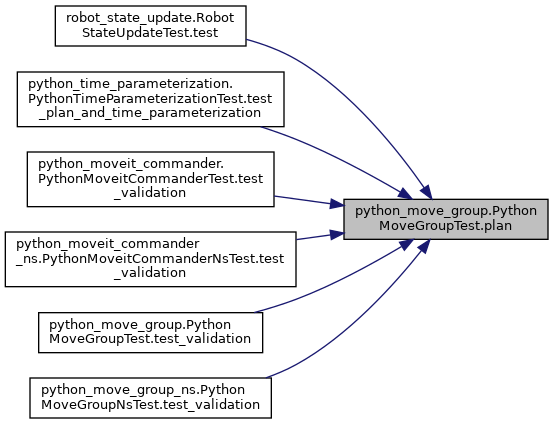 robot_state_update.Robot
StateUpdateTest.test
python_time_parameterization.
PythonTimeParameterizationTest.test
_plan_and_time_parameterization
python_moveit_commander.
PythonMoveitCommanderTest.test
_validation
python_move_group.Python
MoveGroupTest.plan
python_moveit_commander
_ns.PythonMoveitCommanderNsTest.test
_validation
python_move_group.Python
MoveGroupTest.test_validation
python_move_group_ns.Python
MoveGroupNsTest.test_validation